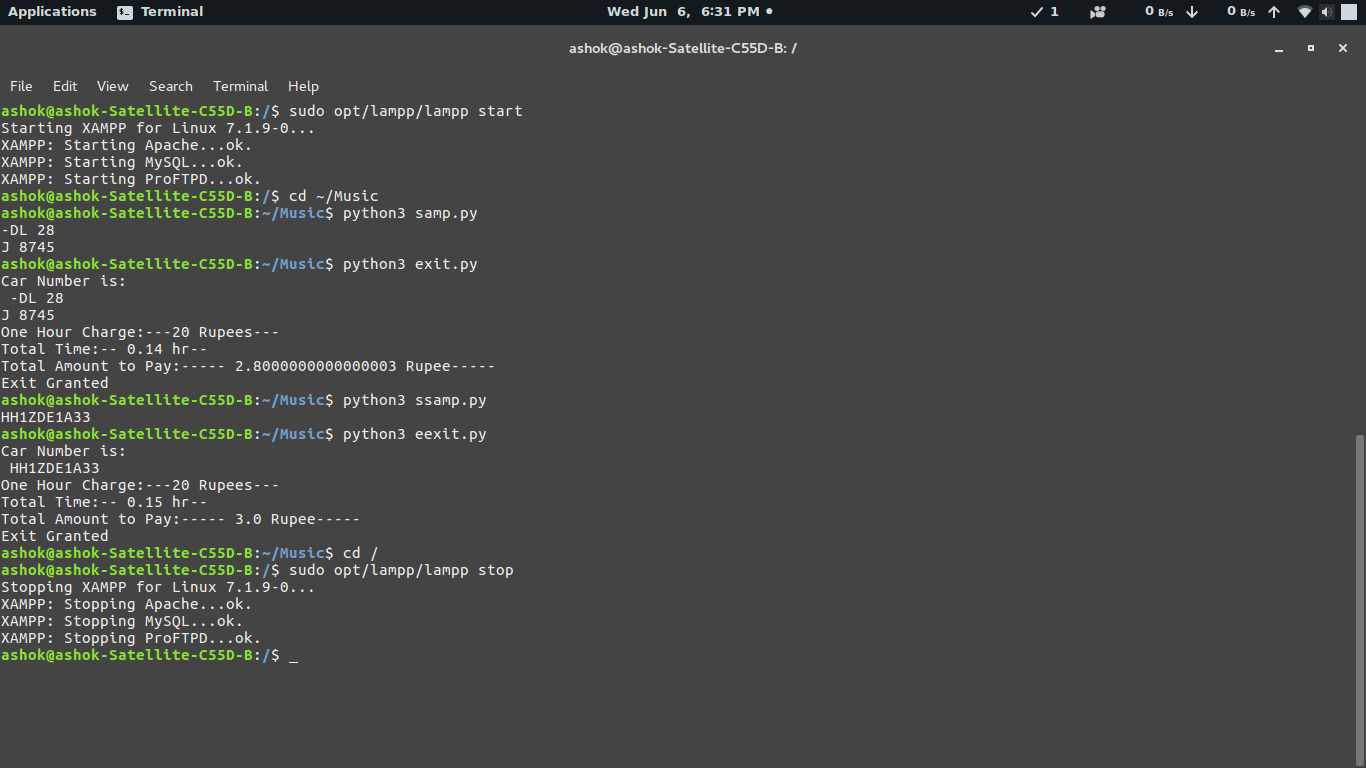 Applications Terminal Wed Jun 6, 6:31 PM 1 0 B/s 0 B/s
ashok@ashok-Satellite-C55D-B: /
File Edit View Search Terminal Help
ashok@ashok-Satellite-C55D-B:/$ sudo opt/lampp/lampp start
Starting XAMPP for Linux 7.1.9-0...
XAMPP: Starting Apache...ok.
XAMPP: Starting MySQL...ok.
XAMPP: Starting ProFTPD...ok.
ashok@ashok-Satellite-C55D-B:/$ cd ~/Music
ashok@ashok-Satellite-C55D-B:~/Music$ python3 samp.py
-DL 28
J 8745
ashok@ashok-Satellite-C55D-B:~/Music$ python3 exit.py
Car Number is:
 -DL 28
J 8745
One Hour Charge:---20 Rupees---
Total Time:-- 0.14 hr--
Total Amount to Pay:----- 2.8000000000000003 Rupee-----
Exit Granted
ashok@ashok-Satellite-C55D-B:~/Music$ python3 ssamp.py
HH1ZDE1A33
ashok@ashok-Satellite-C55D-B:~/Music$ python3 eexit.py
Car Number is:
 HH1ZDE1A33
One Hour Charge:---20 Rupees---
Total Time:-- 0.15 hr--
Total Amount to Pay:----- 3.0 Rupee-----
Exit Granted
ashok@ashok-Satellite-C55D-B:~/Music$ cd /
ashok@ashok-Satellite-C55D-B:/$ sudo opt/lampp/lampp stop
Stopping XAMPP for Linux 7.1.9-0...
XAMPP: Stopping Apache...ok.
XAMPP: Stopping MySQL...ok.
XAMPP: Stopping ProFTPD...ok.
ashok@ashok-Satellite-C55D-B:/$ _